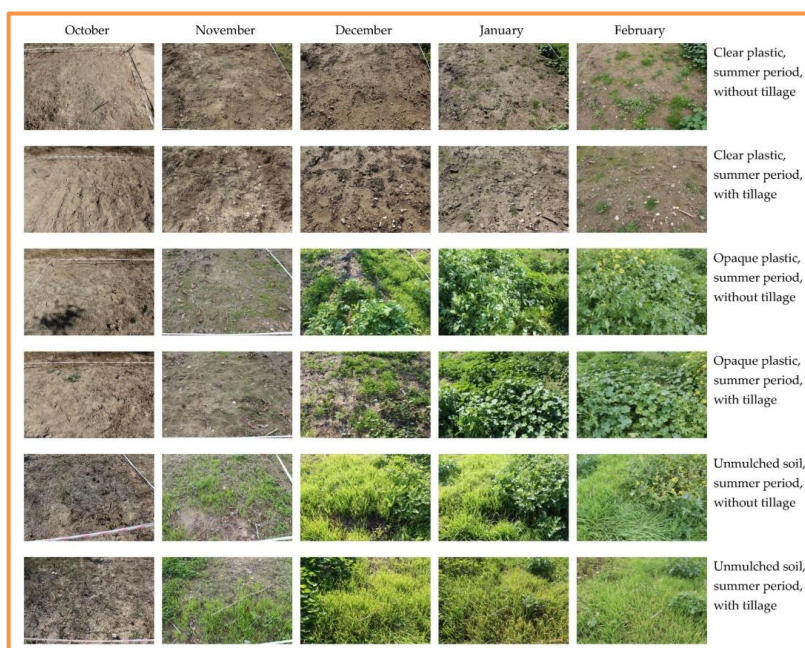 October November December January February
Clear plastic,
summer period,
without tillage
Clear plastic,
summer period,
with tillage
Opaque plastic,
summer period,
without tillage
Opaque plastic,
summer period,
with tillage
Unmulched soil,
summer period,
without tillage
Unmulched soil,
summer period,
with tillage